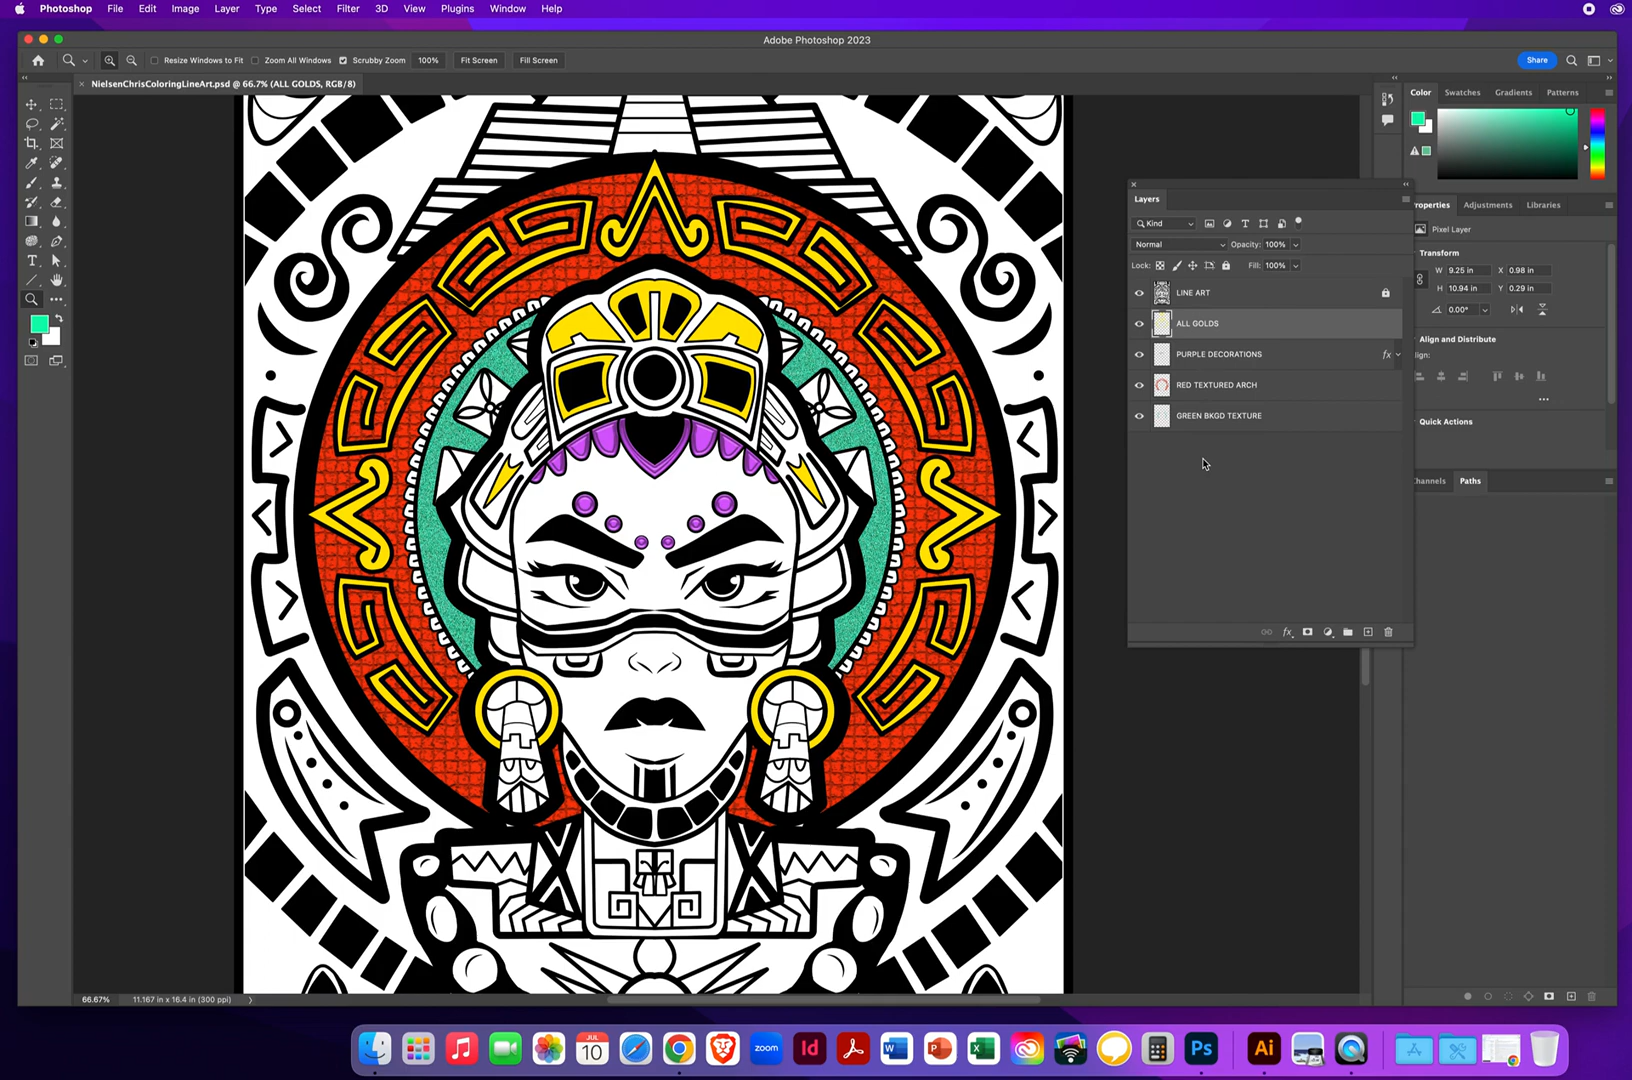 Photoshop File Edit Image Layer Type Select Filter 3D View Plugins Window Help
Adobe Photoshop 2023
Resize Windows to Fit Zoom All Windows Scrubby Zoom 100% Fit Screen Fill Screen Share
× NielsenChrisColoringLineArt.psd @ 66.7% (ALL GOLDS, RGB/8)
Color Swatches Gradients Patterns
Layers
Kind
Normal Opacity: 100%
Lock: Fill: 100%
LINE ART
ALL GOLDS
PURPLE DECORATIONS fx
RED TEXTURED ARCH
GREEN BKGD TEXTURE
fx
roperties Adjustments Libraries
Pixel Layer
Transform
W 9.25 in X 0.98 in
H 10.94 in Y 0.29 in
0.00°
Align and Distribute
Align:
Quick Actions
Channels Paths
66.67% 11.167 in x 16.4 in (300 ppi)
JUL
10
zoom Id W P X Ps Ai